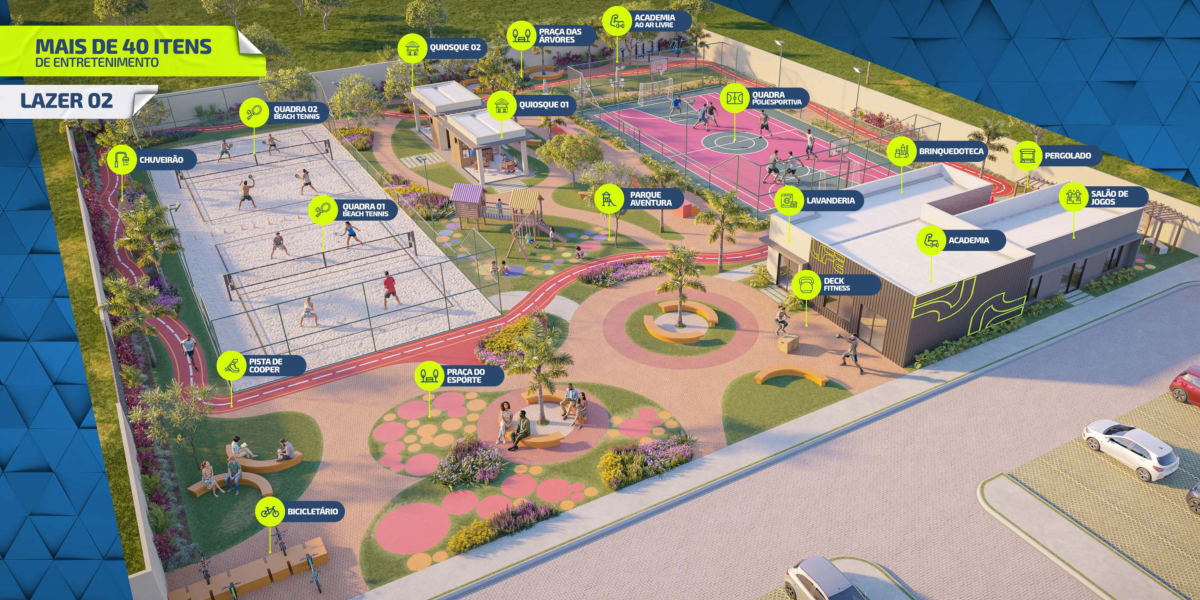 MAIS DE 40 ITENS
DE ENTRETENIMENTO
LAZER 02
QUIOSQUE 02
PRAÇA DAS
ÁRVORES
ACADEMIA
AO AR LIVRE
QUADRA 02
BEACH TENNIS
QUIOSQUE 01
QUADRA
POLIESPORTIVA
CHUVEIRÃO
BRINQUEDOTECA
PERGOLADO
QUADRA 01
BEACH TENNIS
PARQUE
AVENTURA
LAVANDERIA
SALÃO DE
JOGOS
ACADEMIA
DECK
FITNESS
LIFE
PISTA DE
COOPER
PRAÇA DO
ESPORTE
BICICLETÁRIO